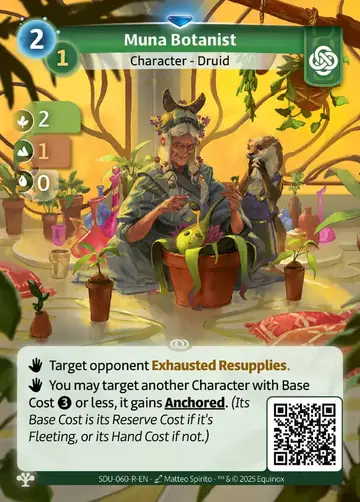 2
Muna Botanist
1
Character - Druid
2
1
0
Target opponent Exhausted Resupplies.
You may target another Character with Base
Cost 3 or less, it gains Anchored. (Its
Base Cost is its Reserve Cost if it's
Fleeting, or its Hand Cost if not.)
SDU-060-R-EN - Matteo Spirito - ™ & © 2025 Equinox